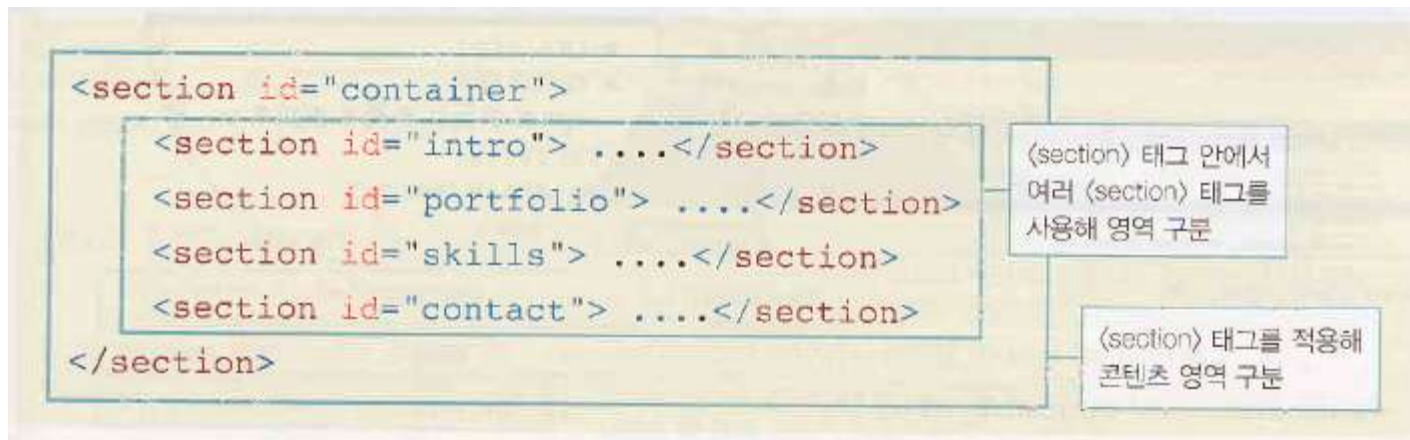 <section id="container">
<section id="intro"> ....</section>
<section id="portfolio"> ....</section>
<section id="skills"> ....</section>
<section id="contact"> ....</section>
</section>
〈section〉 태그 안에서
여러 〈section〉 태그를
사용해 영역 구분
〈section〉 태그를 적용해
콘텐츠 영역 구분